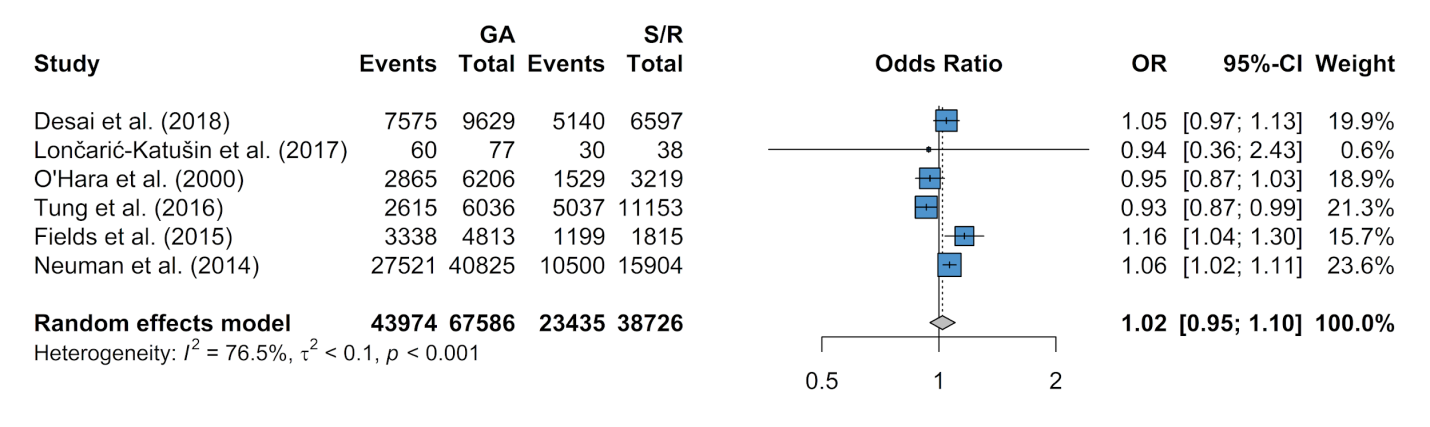 GA S/R
Study Events Total Events Total Odds Ratio OR 95%-CI Weight
Desai et al. (2018) 7575 9629 5140 6597 1.05 [0.97; 1.13] 19.9%
Lončarić-Katušin et al. (2017) 60 77 30 38 0.94 [0.36; 2.43] 0.6%
O'Hara et al. (2000) 2865 6206 1529 3219 0.95 [0.87; 1.03] 18.9%
Tung et al. (2016) 2615 6036 5037 11153 0.93 [0.87; 0.99] 21.3%
Fields et al. (2015) 3338 4813 1199 1815 1.16 [1.04; 1.30] 15.7%
Neuman et al. (2014) 27521 40825 10500 15904 1.06 [1.02; 1.11] 23.6%
Random effects model 43974 67586 23435 38726 1.02 [0.95; 1.10] 100.0%
Heterogeneity: I² = 76.5%, τ² < 0.1, p < 0.001
0.5 1 2